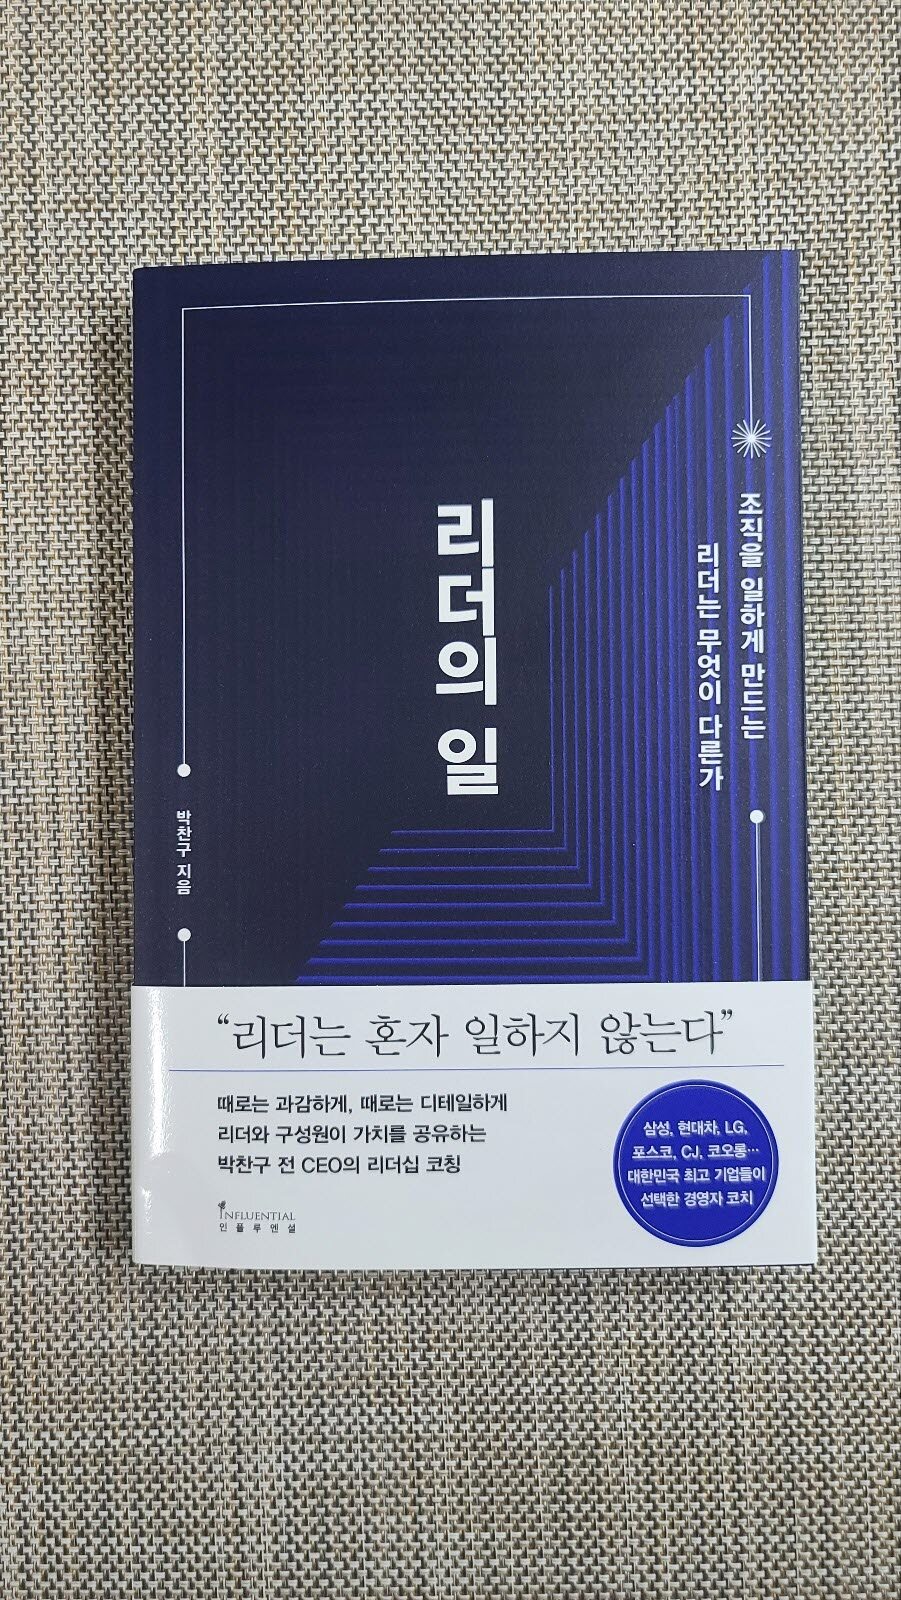 조직을 일하게 만드는
리더는 무엇이 다른가
리더의 일
박찬구 지음
“리더는 혼자 일하지 않는다”
때로는 과감하게, 때로는 디테일하게
리더와 구성원이 가치를 공유하는
박찬구 전 CEO의 리더십 코칭
INFLUENTIAL
인플루엔셜
삼성, 현대차, LG,
포스코, CJ, 코오롱…
대한민국 최고 기업들이
선택한 경영자 코치